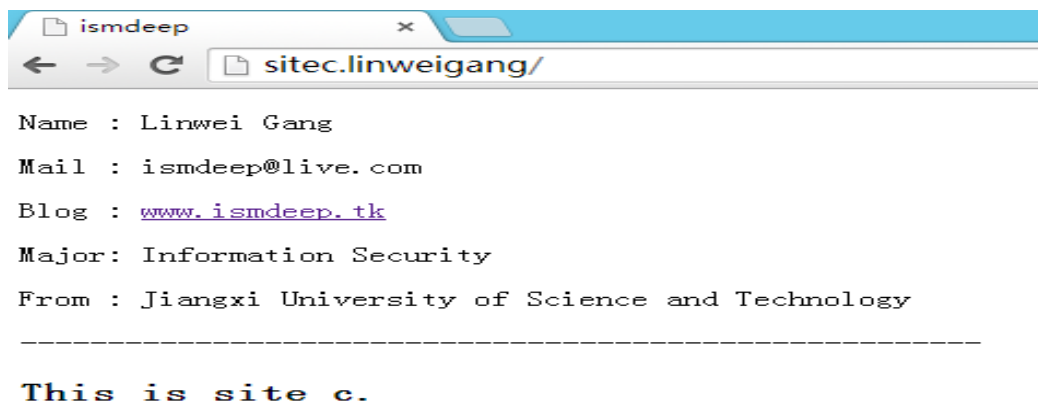 ismdeep
sitec.linweigang/
Name : Linwei Gang
Mail : ismdeep@live.com
Blog : www.ismdeep.tk
Major: Information Security
From : Jiangxi University of Science and Technology
-------------------------------------------------------
This is site c.